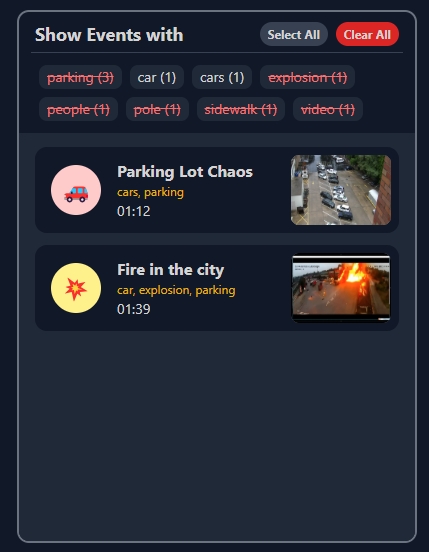 Show Events with Select All Clear All
parking (3) car (1) cars (1) explosion (1)
people (1) pole (1) sidewalk (1) video (1)
Parking Lot Chaos
cars, parking
01:12
Fire in the city
car, explosion, parking
01:39